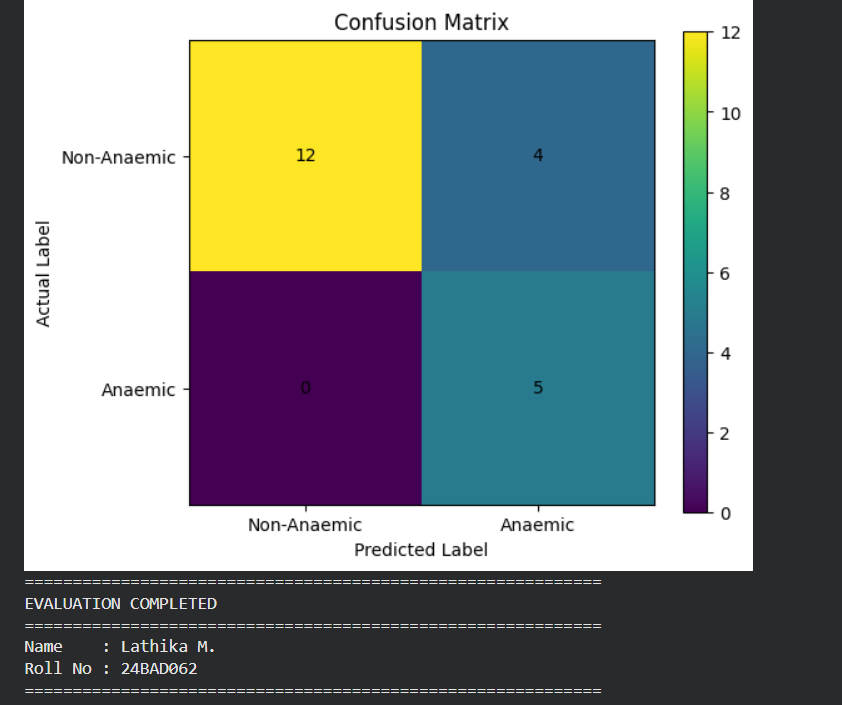 Confusion Matrix
12
10
8
6
4
2
0
Non-Anaemic
12
4
Actual Label
Anaemic
0
5
Non-Anaemic
Anaemic
Predicted Label
============================================================
EVALUATION COMPLETED
============================================================
Name    : Lathika M.
Roll No : 24BAD062
============================================================